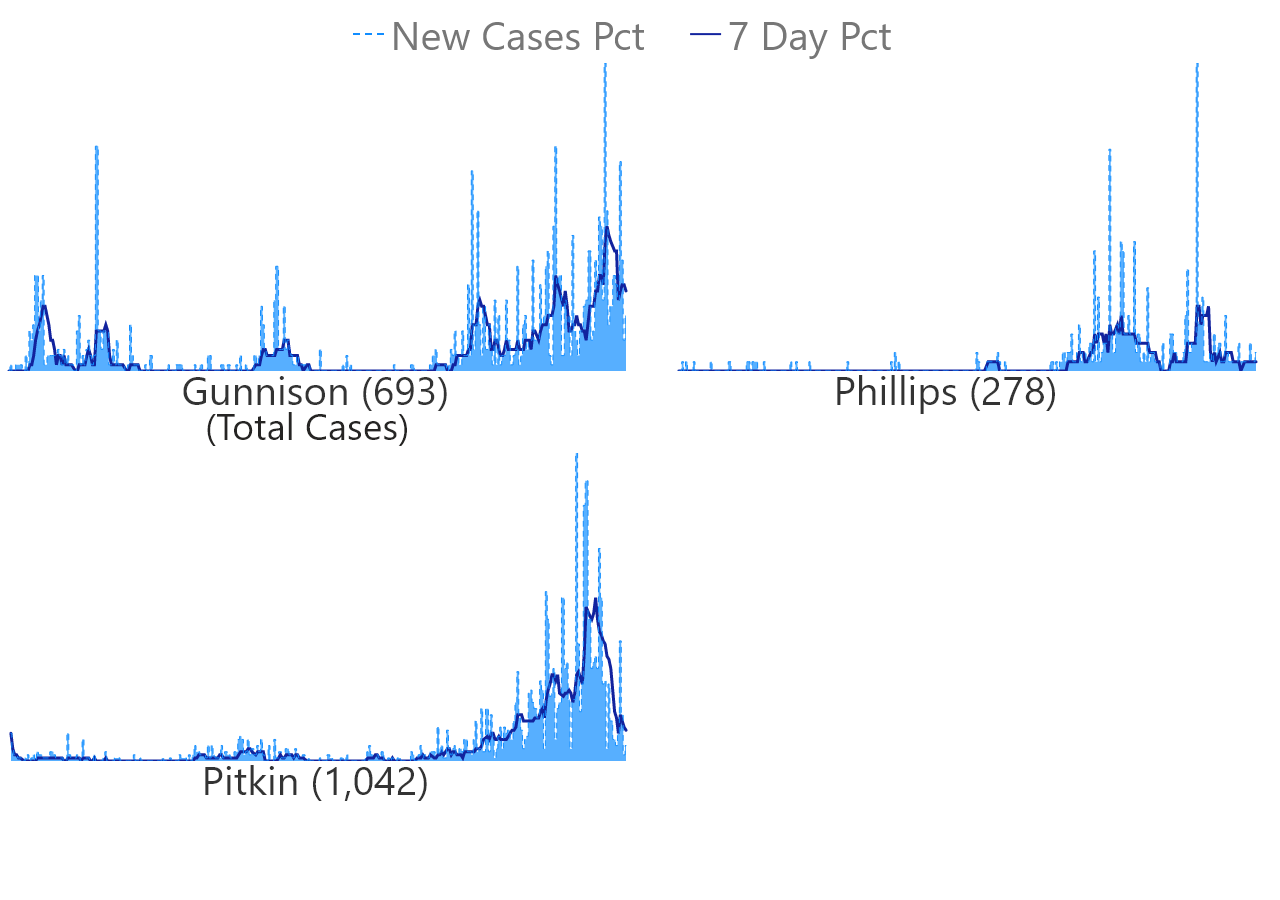 New Cases Pct 7 Day Pct
Gunnison (693)
(Total Cases)
Phillips (278)
Pitkin (1,042)